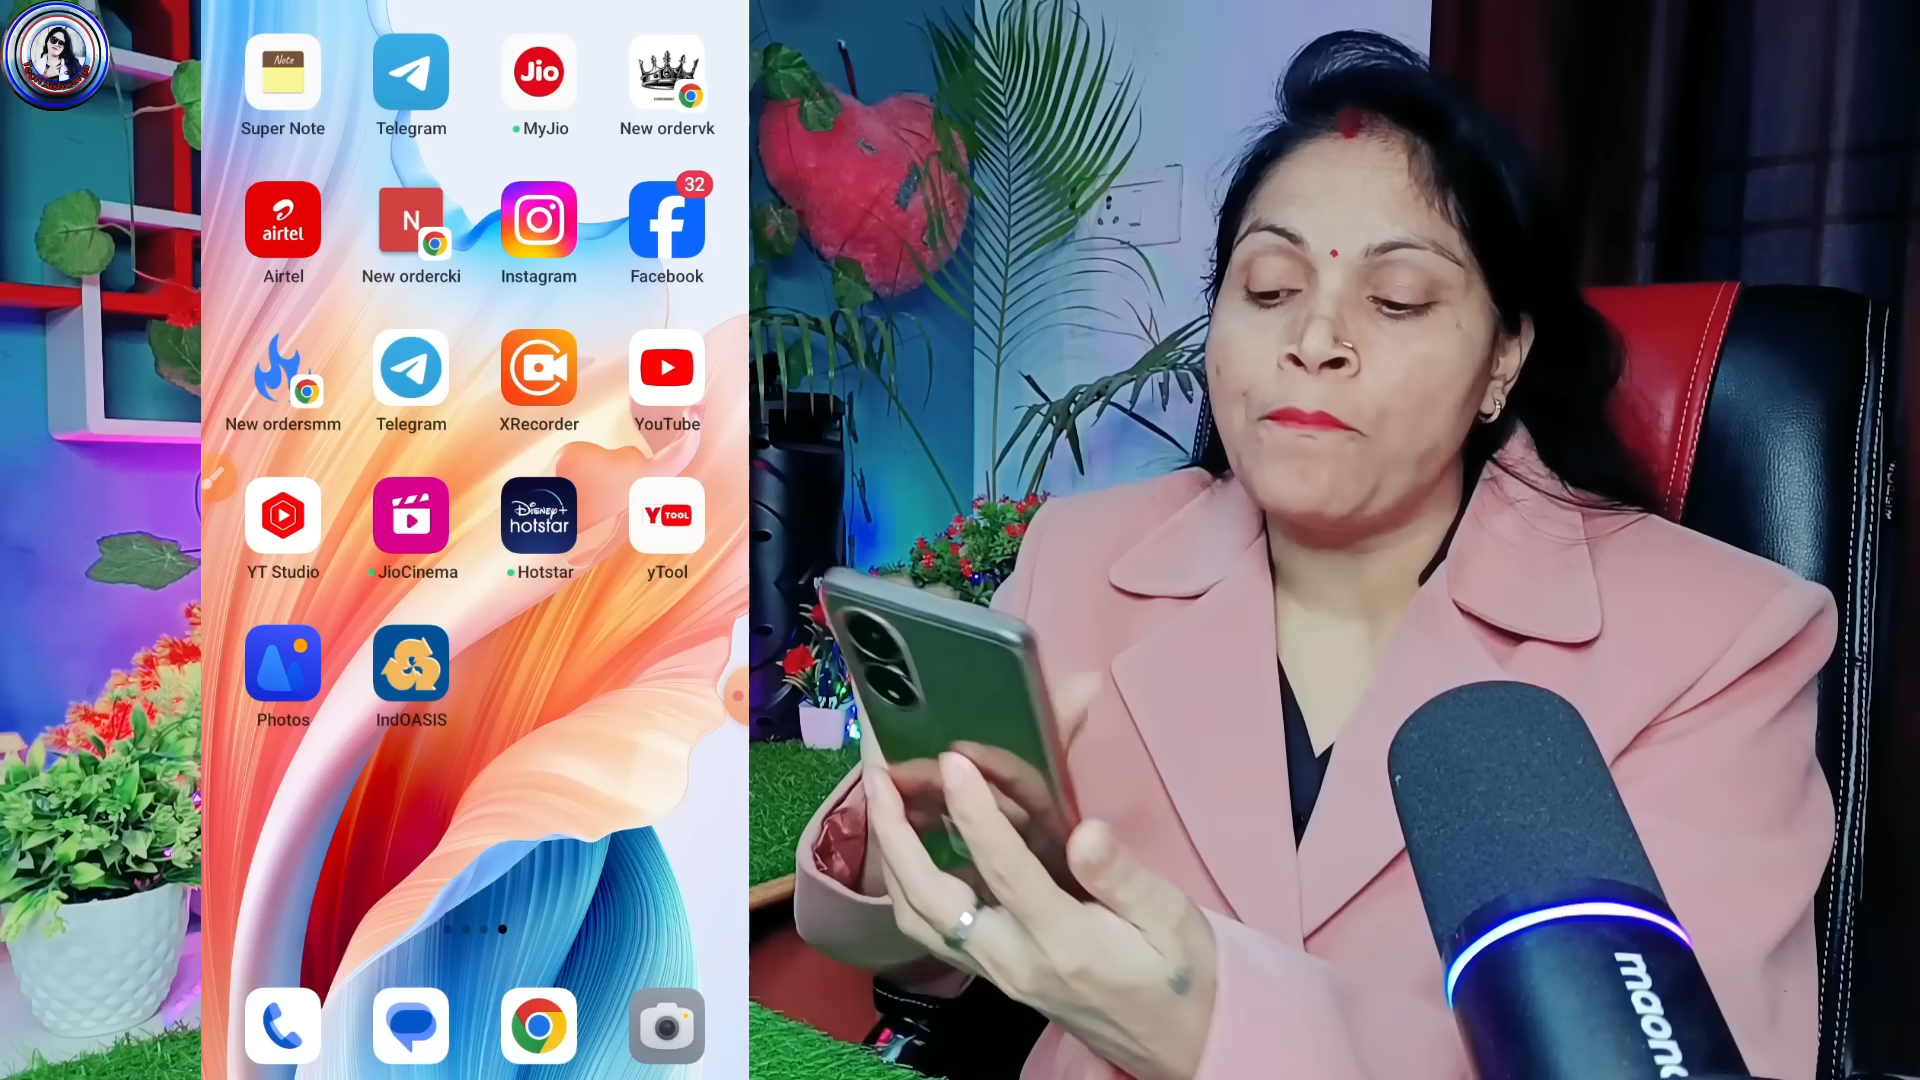 Note
Jio
Super Note
Telegram
MyJio
New ordervk
airtel
N
32
Airtel
New ordercki
Instagram
Facebook
New ordersmm
Telegram
XRecorder
YouTube
Disney+
hotstar
Y TOOL
YT Studio
JioCinema
Hotstar
yTool
Photos
IndOASIS
maono